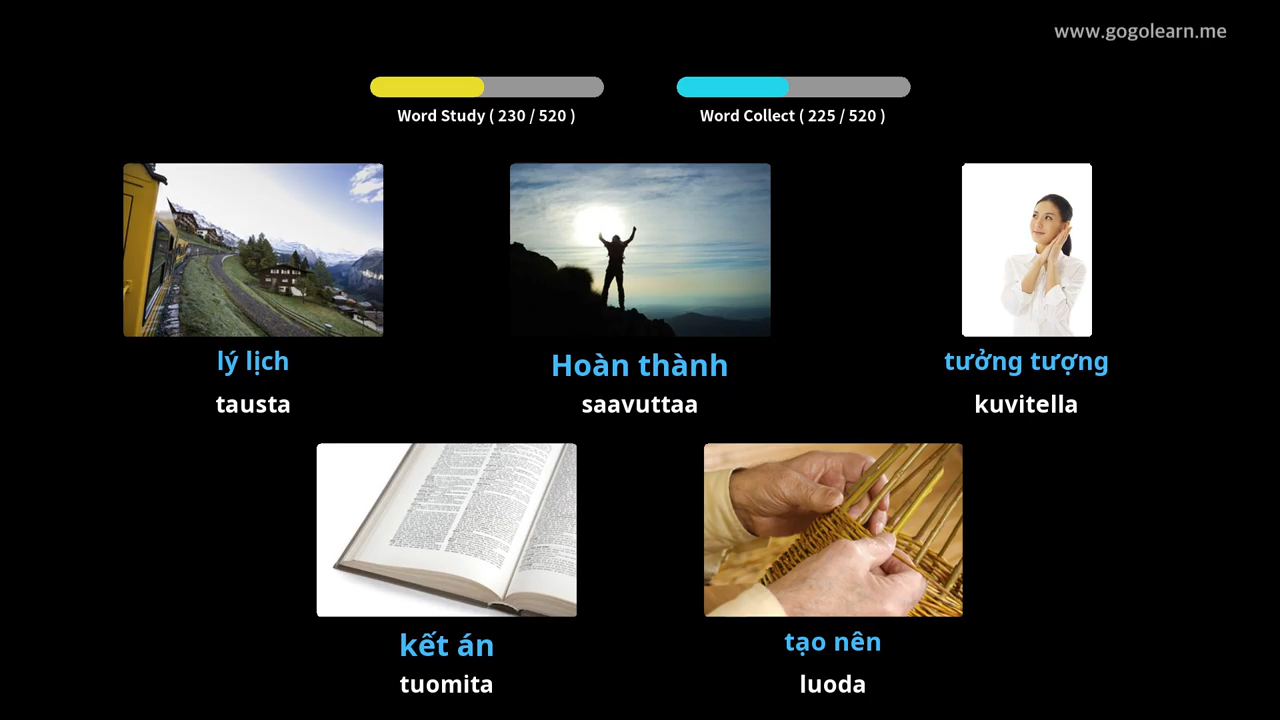 www.gogolearn.me
Word Study ( 230 / 520 )
Word Collect ( 225 / 520 )
lý lịch
tausta
Hoàn thành
saavuttaa
tưởng tượng
kuvitella
kết án
tuomita
tạo nên
luoda